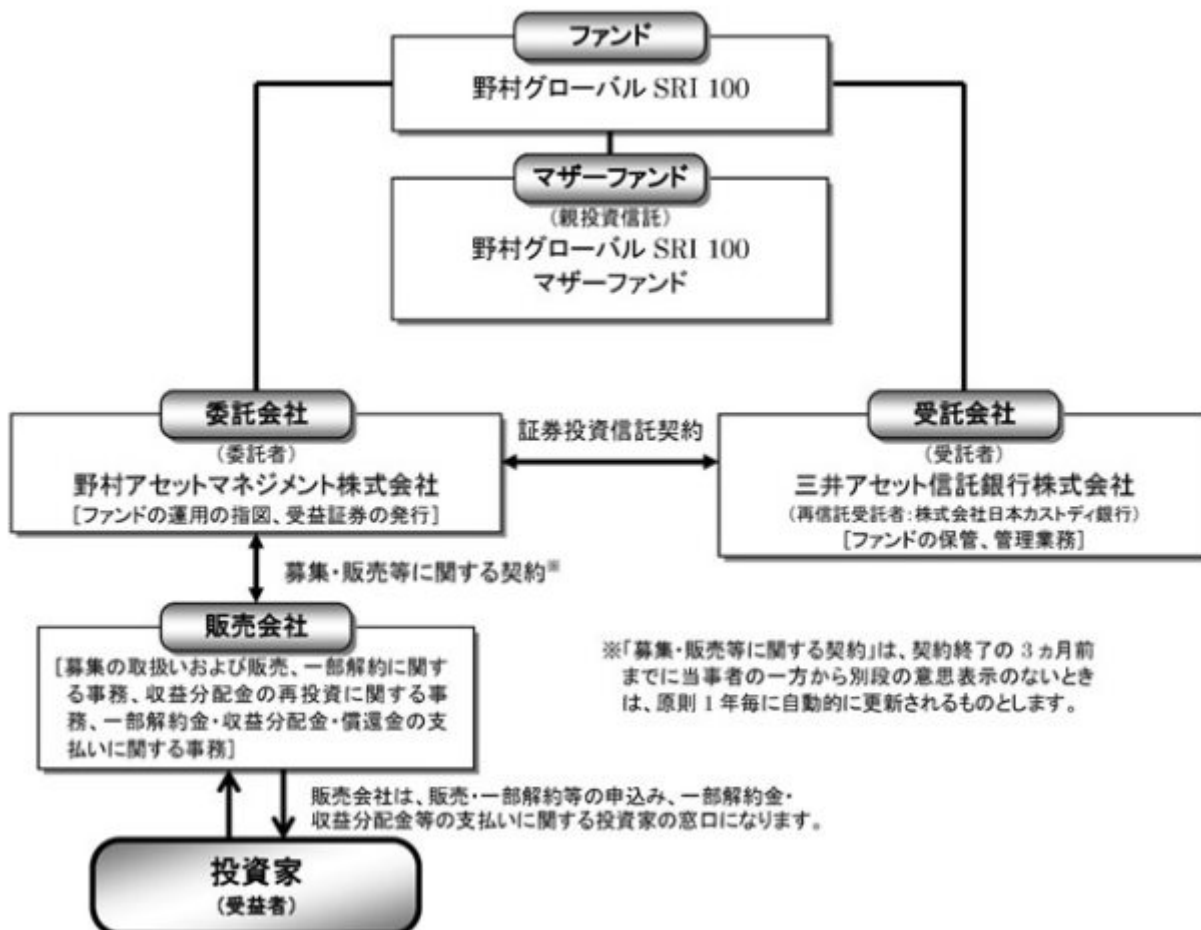 ファンド
野村グローバル SRI 100
マザーファンド
(親投資信託)
野村グローバル SRI 100
マザーファンド
委託会社
(委託者)
野村アセットマネジメント株式会社
[ファンドの運用の指図、受益証券の発行]
証券投資信託契約
受託会社
(受託者)
三井アセット信託銀行株式会社
(再信託受託者:株式会社日本カストディ銀行)
[ファンドの保管、管理業務]
募集・販売等に関する契約※
販売会社
[募集の取扱いおよび販売、一部解約に関す
る事務、収益分配金の再投資に関する事
務、一部解約金・収益分配金・償還金の支
払いに関する事務]
※「募集・販売等に関する契約」は、契約終了の 3 ヵ月前
までに当事者の一方から別段の意思表示のないとき
は、原則 1 年毎に自動的に更新されるものとします。
販売会社は、販売・一部解約等の申込み、一部解約金・
収益分配金等の支払いに関する投資家の窓口になります。
投資家
(受益者)